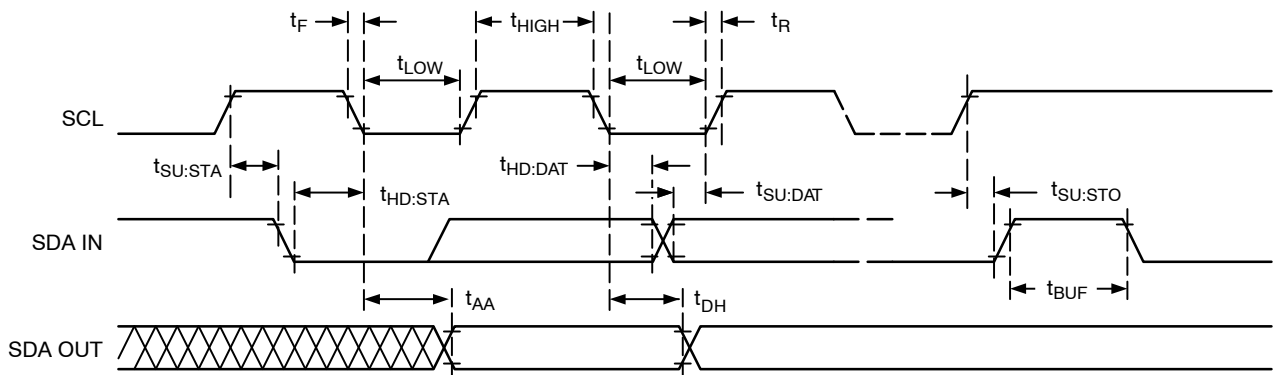 tF
tHIGH
tR
tLOW
tLOW
SCL
tSU:STA
tHD:STA
tHD:DAT
tSU:DAT
tSU:STO
SDA IN
tAA
tDH
tBUF
SDA OUT